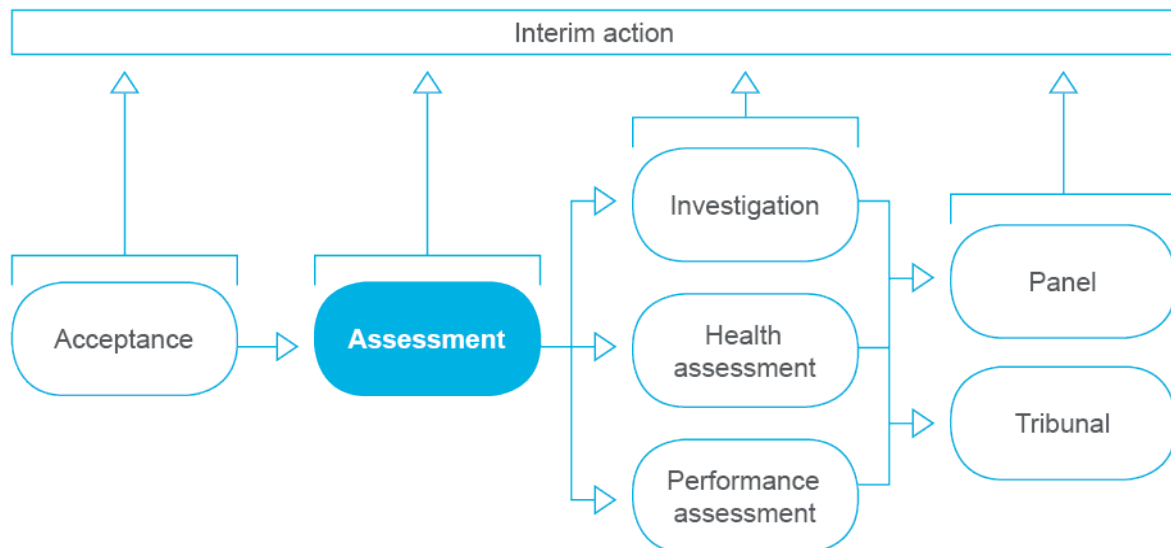 Interim action
Acceptance
Assessment
Investigation
Health
assessment
Performance
assessment
Panel
Tribunal